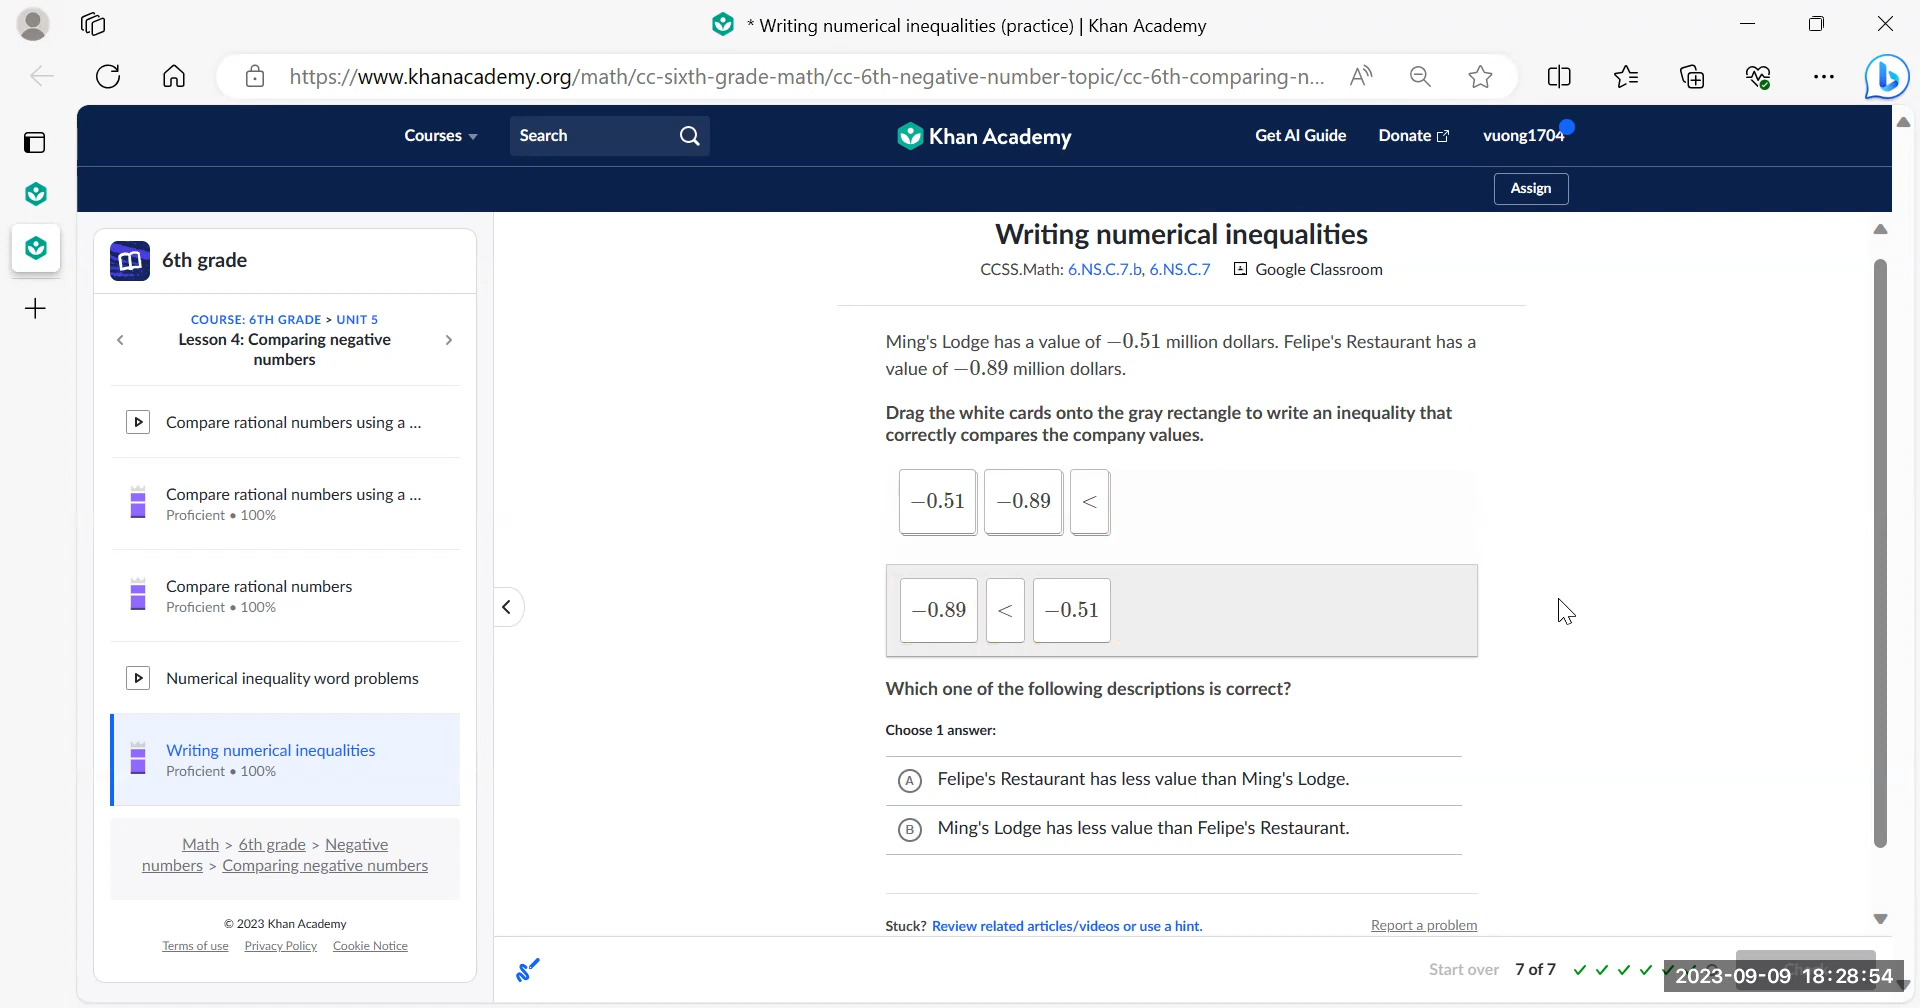 * Writing numerical inequalities (practice) | Khan Academy
https://www.khanacademy.org/math/cc-sixth-grade-math/cc-6th-negative-number-topic/cc-6th-comparing-n...
Courses
Search
Khan Academy
Get AI Guide
Donate
vuong1704
Assign
6th grade
COURSE: 6TH GRADE > UNIT 5
Lesson 4: Comparing negative
numbers
Compare rational numbers using a ...
Compare rational numbers using a ...
Proficient • 100%
Compare rational numbers
Proficient • 100%
Numerical inequality word problems
Writing numerical inequalities
Proficient • 100%
Math > 6th grade > Negative
numbers > Comparing negative numbers
© 2023 Khan Academy
Terms of use Privacy Policy Cookie Notice
Writing numerical inequalities
CCSS.Math: 6.NS.C.7.b, 6.NS.C.7 Google Classroom
Ming's Lodge has a value of −0.51 million dollars. Felipe's Restaurant has a
value of −0.89 million dollars.
Drag the white cards onto the gray rectangle to write an inequality that
correctly compares the company values.
−0.51 −0.89 <
−0.89 < −0.51
Which one of the following descriptions is correct?
Choose 1 answer:
A Felipe's Restaurant has less value than Ming's Lodge.
B Ming's Lodge has less value than Felipe's Restaurant.
Stuck? Review related articles/videos or use a hint.
Report a problem
Start over 7 of 7
2023-09-09 18:28:54